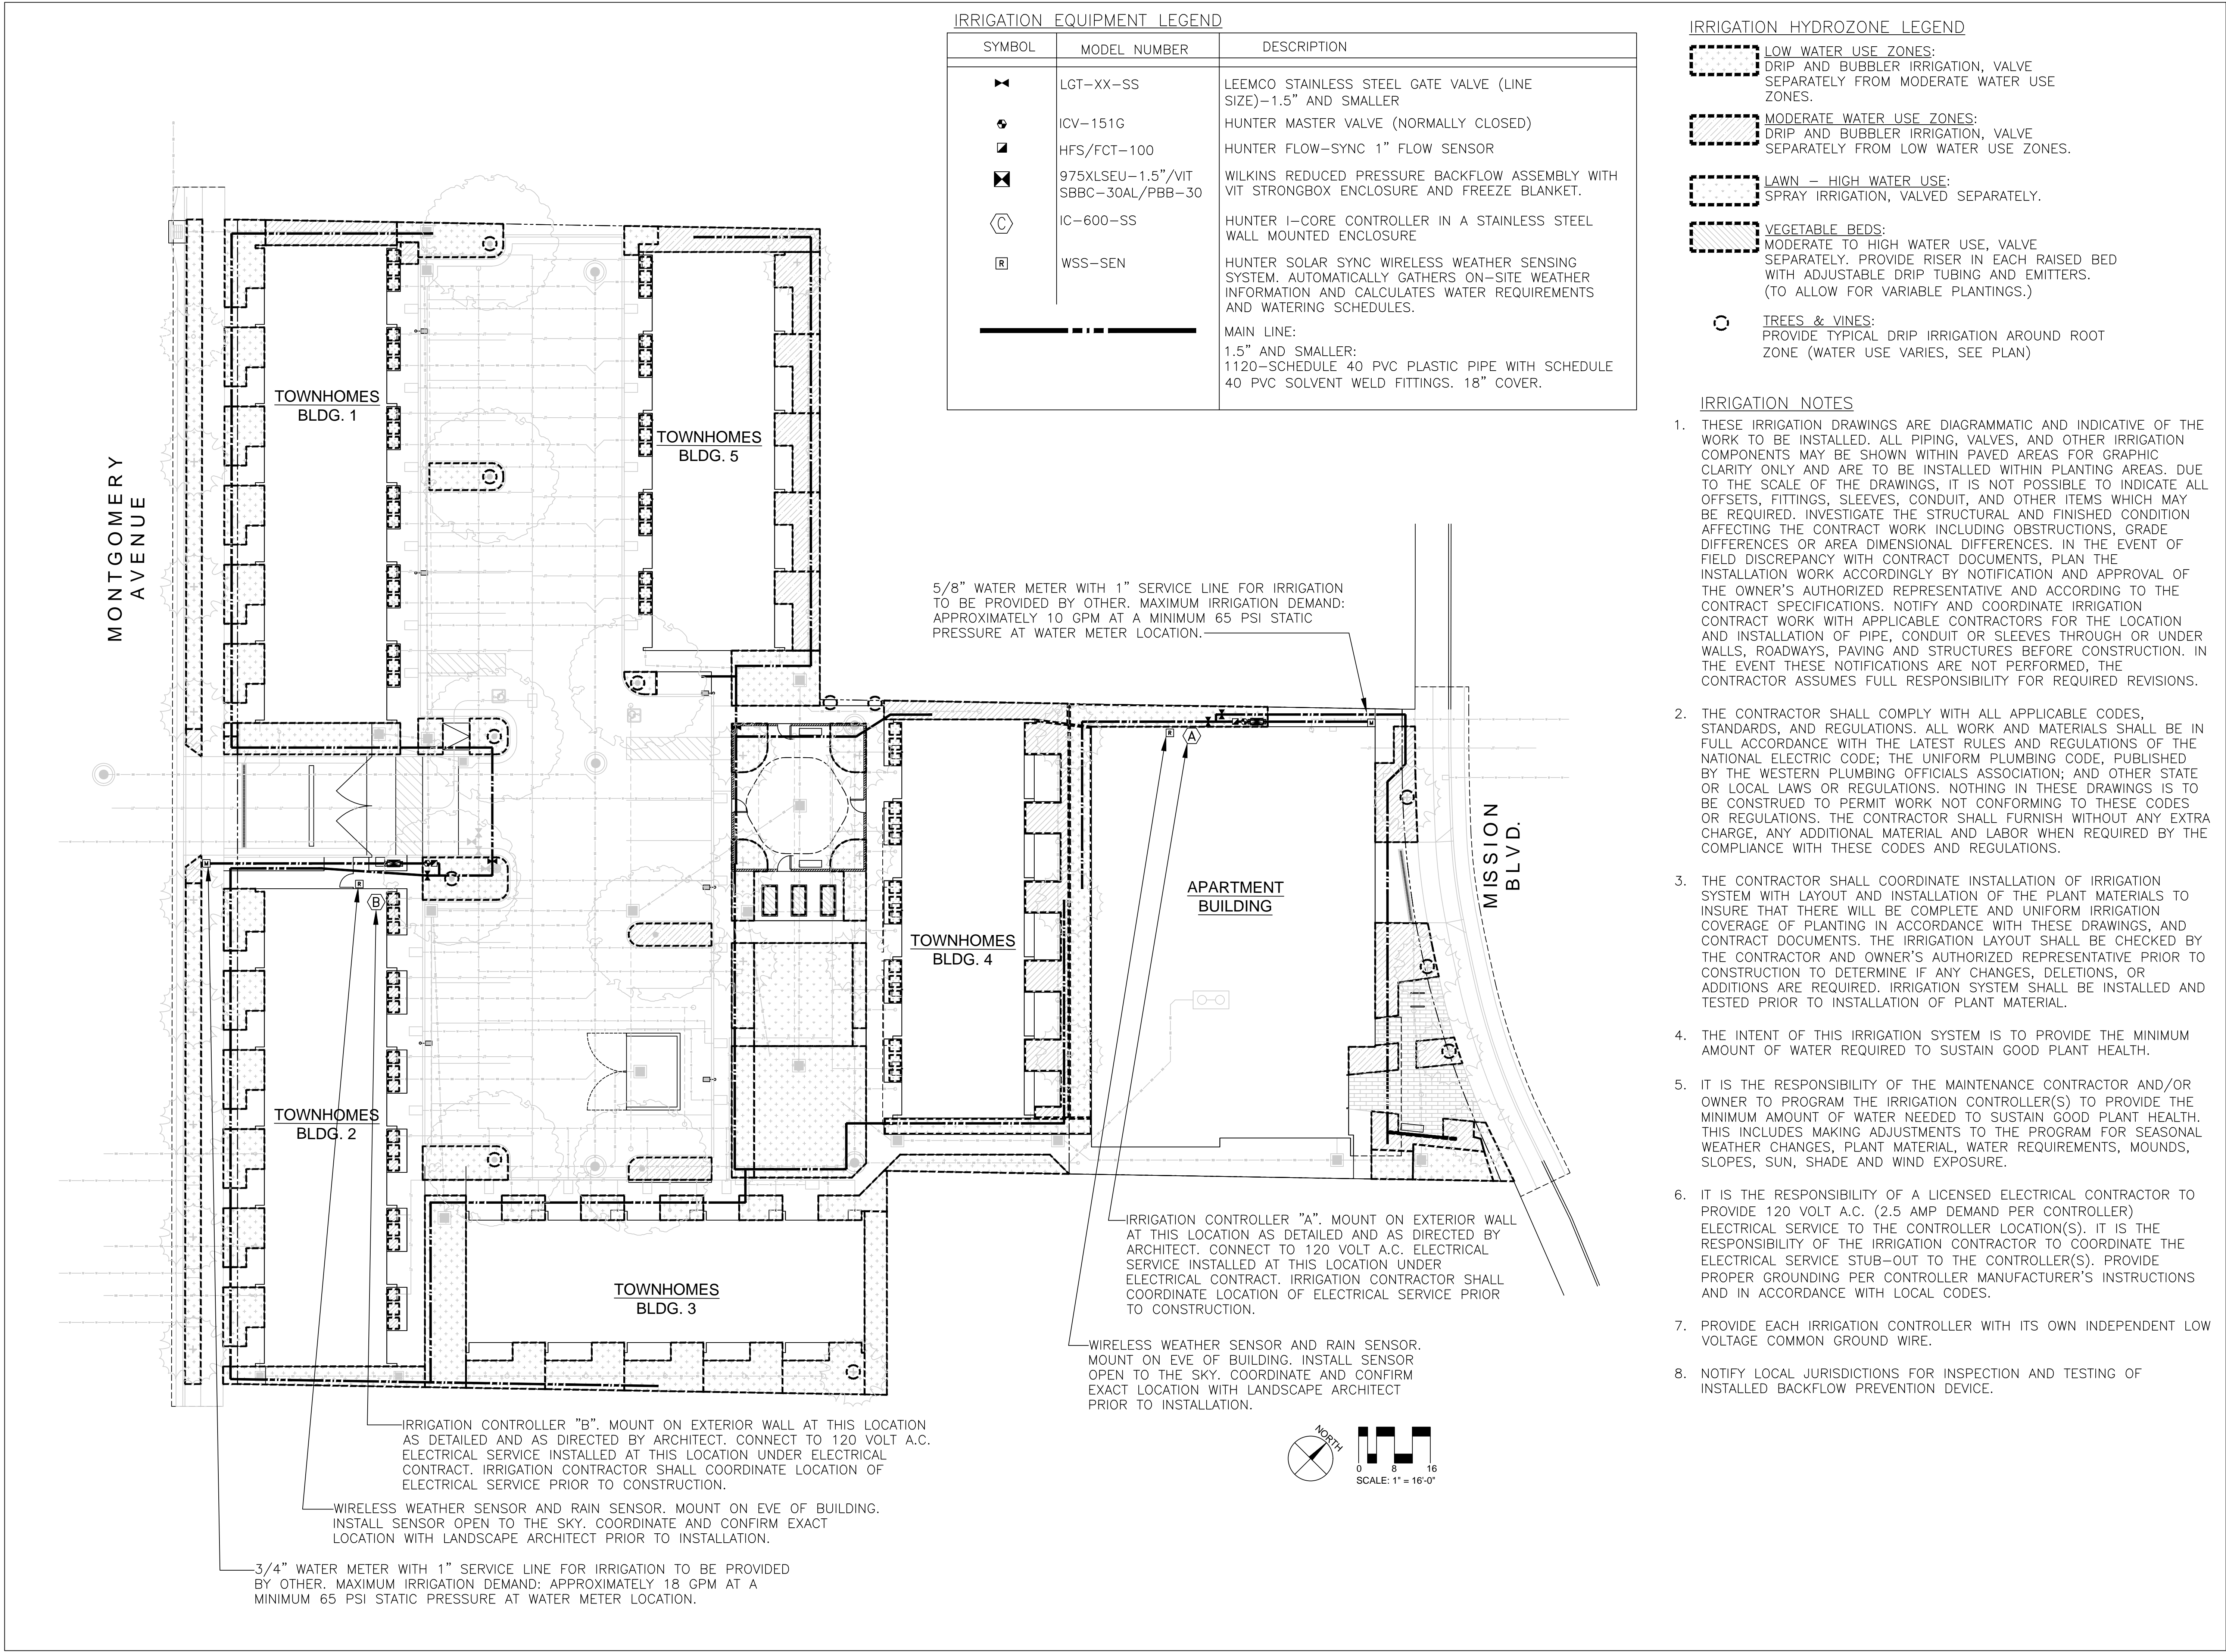 IRRIGATION EQUIPMENT LEGEND
SYMBOL
MODEL NUMBER
DESCRIPTION
LGT-XX-SS
LEEMCO STAINLESS STEEL GATE VALVE (LINE
SIZE)-1.5" AND SMALLER
ICV-151G
HUNTER MASTER VALVE (NORMALLY CLOSED)
HFS/FCT-100
HUNTER FLOW-SYNC 1" FLOW SENSOR
975XLSEU-1.5"/VIT
SBBC-30AL/PBB-30
WILKINS REDUCED PRESSURE BACKFLOW ASSEMBLY WITH
VIT STRONGBOX ENCLOSURE AND FREEZE BLANKET.
C
IC-600-SS
HUNTER I-CORE CONTROLLER IN A STAINLESS STEEL
WALL MOUNTED ENCLOSURE
R
WSS-SEN
HUNTER SOLAR SYNC WIRELESS WEATHER SENSING
SYSTEM. AUTOMATICALLY GATHERS ON-SITE WEATHER
INFORMATION AND CALCULATES WATER REQUIREMENTS
AND WATERING SCHEDULES.
MAIN LINE:
1.5" AND SMALLER:
1120-SCHEDULE 40 PVC PLASTIC PIPE WITH SCHEDULE
40 PVC SOLVENT WELD FITTINGS. 18" COVER.
IRRIGATION HYDROZONE LEGEND
LOW WATER USE ZONES:
DRIP AND BUBBLER IRRIGATION, VALVE
SEPARATELY FROM MODERATE WATER USE
ZONES.
MODERATE WATER USE ZONES:
DRIP AND BUBBLER IRRIGATION, VALVE
SEPARATELY FROM LOW WATER USE ZONES.
LAWN - HIGH WATER USE:
SPRAY IRRIGATION, VALVED SEPARATELY.
VEGETABLE BEDS:
MODERATE TO HIGH WATER USE, VALVE
SEPARATELY. PROVIDE RISER IN EACH RAISED BED
WITH ADJUSTABLE DRIP TUBING AND EMITTERS.
(TO ALLOW FOR VARIABLE PLANTINGS.)
TREES & VINES:
PROVIDE TYPICAL DRIP IRRIGATION AROUND ROOT
ZONE (WATER USE VARIES, SEE PLAN)
IRRIGATION NOTES
1. THESE IRRIGATION DRAWINGS ARE DIAGRAMMATIC AND INDICATIVE OF THE
WORK TO BE INSTALLED. ALL PIPING, VALVES, AND OTHER IRRIGATION
COMPONENTS MAY BE SHOWN WITHIN PAVED AREAS FOR GRAPHIC
CLARITY ONLY AND ARE TO BE INSTALLED WITHIN PLANTING AREAS. DUE
TO THE SCALE OF THE DRAWINGS, IT IS NOT POSSIBLE TO INDICATE ALL
OFFSETS, FITTINGS, SLEEVES, CONDUIT, AND OTHER ITEMS WHICH MAY
BE REQUIRED. INVESTIGATE THE STRUCTURAL AND FINISHED CONDITION
AFFECTING THE CONTRACT WORK INCLUDING OBSTRUCTIONS, GRADE
DIFFERENCES OR AREA DIMENSIONAL DIFFERENCES. IN THE EVENT OF
FIELD DISCREPANCY WITH CONTRACT DOCUMENTS, PLAN THE
INSTALLATION WORK ACCORDINGLY BY NOTIFICATION AND APPROVAL OF
THE OWNER'S AUTHORIZED REPRESENTATIVE AND ACCORDING TO THE
CONTRACT SPECIFICATIONS. NOTIFY AND COORDINATE IRRIGATION
CONTRACT WORK WITH APPLICABLE CONTRACTORS FOR THE LOCATION
AND INSTALLATION OF PIPE, CONDUIT OR SLEEVES THROUGH OR UNDER
WALLS, ROADWAYS, PAVING AND STRUCTURES BEFORE CONSTRUCTION. IN
THE EVENT THESE NOTIFICATIONS ARE NOT PERFORMED, THE
CONTRACTOR ASSUMES FULL RESPONSIBILITY FOR REQUIRED REVISIONS.
2. THE CONTRACTOR SHALL COMPLY WITH ALL APPLICABLE CODES,
STANDARDS, AND REGULATIONS. ALL WORK AND MATERIALS SHALL BE IN
FULL ACCORDANCE WITH THE LATEST RULES AND REGULATIONS OF THE
NATIONAL ELECTRIC CODE; THE UNIFORM PLUMBING CODE, PUBLISHED
BY THE WESTERN PLUMBING OFFICIALS ASSOCIATION; AND OTHER STATE
OR LOCAL LAWS OR REGULATIONS. NOTHING IN THESE DRAWINGS IS TO
BE CONSTRUED TO PERMIT WORK NOT CONFORMING TO THESE CODES
OR REGULATIONS. THE CONTRACTOR SHALL FURNISH WITHOUT ANY EXTRA
CHARGE, ANY ADDITIONAL MATERIAL AND LABOR WHEN REQUIRED BY THE
COMPLIANCE WITH THESE CODES AND REGULATIONS.
3. THE CONTRACTOR SHALL COORDINATE INSTALLATION OF IRRIGATION
SYSTEM WITH LAYOUT AND INSTALLATION OF THE PLANT MATERIALS TO
INSURE THAT THERE WILL BE COMPLETE AND UNIFORM IRRIGATION
COVERAGE OF PLANTING IN ACCORDANCE WITH THESE DRAWINGS, AND
CONTRACT DOCUMENTS. THE IRRIGATION LAYOUT SHALL BE CHECKED BY
THE CONTRACTOR AND OWNER'S AUTHORIZED REPRESENTATIVE PRIOR TO
CONSTRUCTION TO DETERMINE IF ANY CHANGES, DELETIONS, OR
ADDITIONS ARE REQUIRED. IRRIGATION SYSTEM SHALL BE INSTALLED AND
TESTED PRIOR TO INSTALLATION OF PLANT MATERIAL.
4. THE INTENT OF THIS IRRIGATION SYSTEM IS TO PROVIDE THE MINIMUM
AMOUNT OF WATER REQUIRED TO SUSTAIN GOOD PLANT HEALTH.
5. IT IS THE RESPONSIBILITY OF THE MAINTENANCE CONTRACTOR AND/OR
OWNER TO PROGRAM THE IRRIGATION CONTROLLER(S) TO PROVIDE THE
MINIMUM AMOUNT OF WATER NEEDED TO SUSTAIN GOOD PLANT HEALTH.
THIS INCLUDES MAKING ADJUSTMENTS TO THE PROGRAM FOR SEASONAL
WEATHER CHANGES, PLANT MATERIAL, WATER REQUIREMENTS, MOUNDS,
SLOPES, SUN, SHADE AND WIND EXPOSURE.
6. IT IS THE RESPONSIBILITY OF A LICENSED ELECTRICAL CONTRACTOR TO
PROVIDE 120 VOLT A.C. (2.5 AMP DEMAND PER CONTROLLER)
ELECTRICAL SERVICE TO THE CONTROLLER LOCATION(S). IT IS THE
RESPONSIBILITY OF THE IRRIGATION CONTRACTOR TO COORDINATE THE
ELECTRICAL SERVICE STUB-OUT TO THE CONTROLLER(S). PROVIDE
PROPER GROUNDING PER CONTROLLER MANUFACTURER'S INSTRUCTIONS
AND IN ACCORDANCE WITH LOCAL CODES.
7. PROVIDE EACH IRRIGATION CONTROLLER WITH ITS OWN INDEPENDENT LOW
VOLTAGE COMMON GROUND WIRE.
8. NOTIFY LOCAL JURISDICTIONS FOR INSPECTION AND TESTING OF
INSTALLED BACKFLOW PREVENTION DEVICE.
MONTGOMERY
AVENUE
TOWNHOMES
BLDG. 1
TOWNHOMES
BLDG. 5
5/8" WATER METER WITH 1" SERVICE LINE FOR IRRIGATION
TO BE PROVIDED BY OTHER. MAXIMUM IRRIGATION DEMAND:
APPROXIMATELY 10 GPM AT A MINIMUM 65 PSI STATIC
PRESSURE AT WATER METER LOCATION.
M
R
A
MISSION
BLVD.
M
R
B
APARTMENT
BUILDING
TOWNHOMES
BLDG. 4
TOWNHOMES
BLDG. 2
TOWNHOMES
BLDG. 3
IRRIGATION CONTROLLER "A". MOUNT ON EXTERIOR WALL
AT THIS LOCATION AS DETAILED AND AS DIRECTED BY
ARCHITECT. CONNECT TO 120 VOLT A.C. ELECTRICAL
SERVICE INSTALLED AT THIS LOCATION UNDER
ELECTRICAL CONTRACT. IRRIGATION CONTRACTOR SHALL
COORDINATE LOCATION OF ELECTRICAL SERVICE PRIOR
TO CONSTRUCTION.
WIRELESS WEATHER SENSOR AND RAIN SENSOR.
MOUNT ON EVE OF BUILDING. INSTALL SENSOR
OPEN TO THE SKY. COORDINATE AND CONFIRM
EXACT LOCATION WITH LANDSCAPE ARCHITECT
PRIOR TO INSTALLATION.
IRRIGATION CONTROLLER "B". MOUNT ON EXTERIOR WALL AT THIS LOCATION
AS DETAILED AND AS DIRECTED BY ARCHITECT. CONNECT TO 120 VOLT A.C.
ELECTRICAL SERVICE INSTALLED AT THIS LOCATION UNDER ELECTRICAL
CONTRACT. IRRIGATION CONTRACTOR SHALL COORDINATE LOCATION OF
ELECTRICAL SERVICE PRIOR TO CONSTRUCTION.
WIRELESS WEATHER SENSOR AND RAIN SENSOR. MOUNT ON EVE OF BUILDING.
INSTALL SENSOR OPEN TO THE SKY. COORDINATE AND CONFIRM EXACT
LOCATION WITH LANDSCAPE ARCHITECT PRIOR TO INSTALLATION.
3/4" WATER METER WITH 1" SERVICE LINE FOR IRRIGATION TO BE PROVIDED
BY OTHER. MAXIMUM IRRIGATION DEMAND: APPROXIMATELY 18 GPM AT A
MINIMUM 65 PSI STATIC PRESSURE AT WATER METER LOCATION.
NORTH
0 8 16
SCALE: 1" = 16'-0"